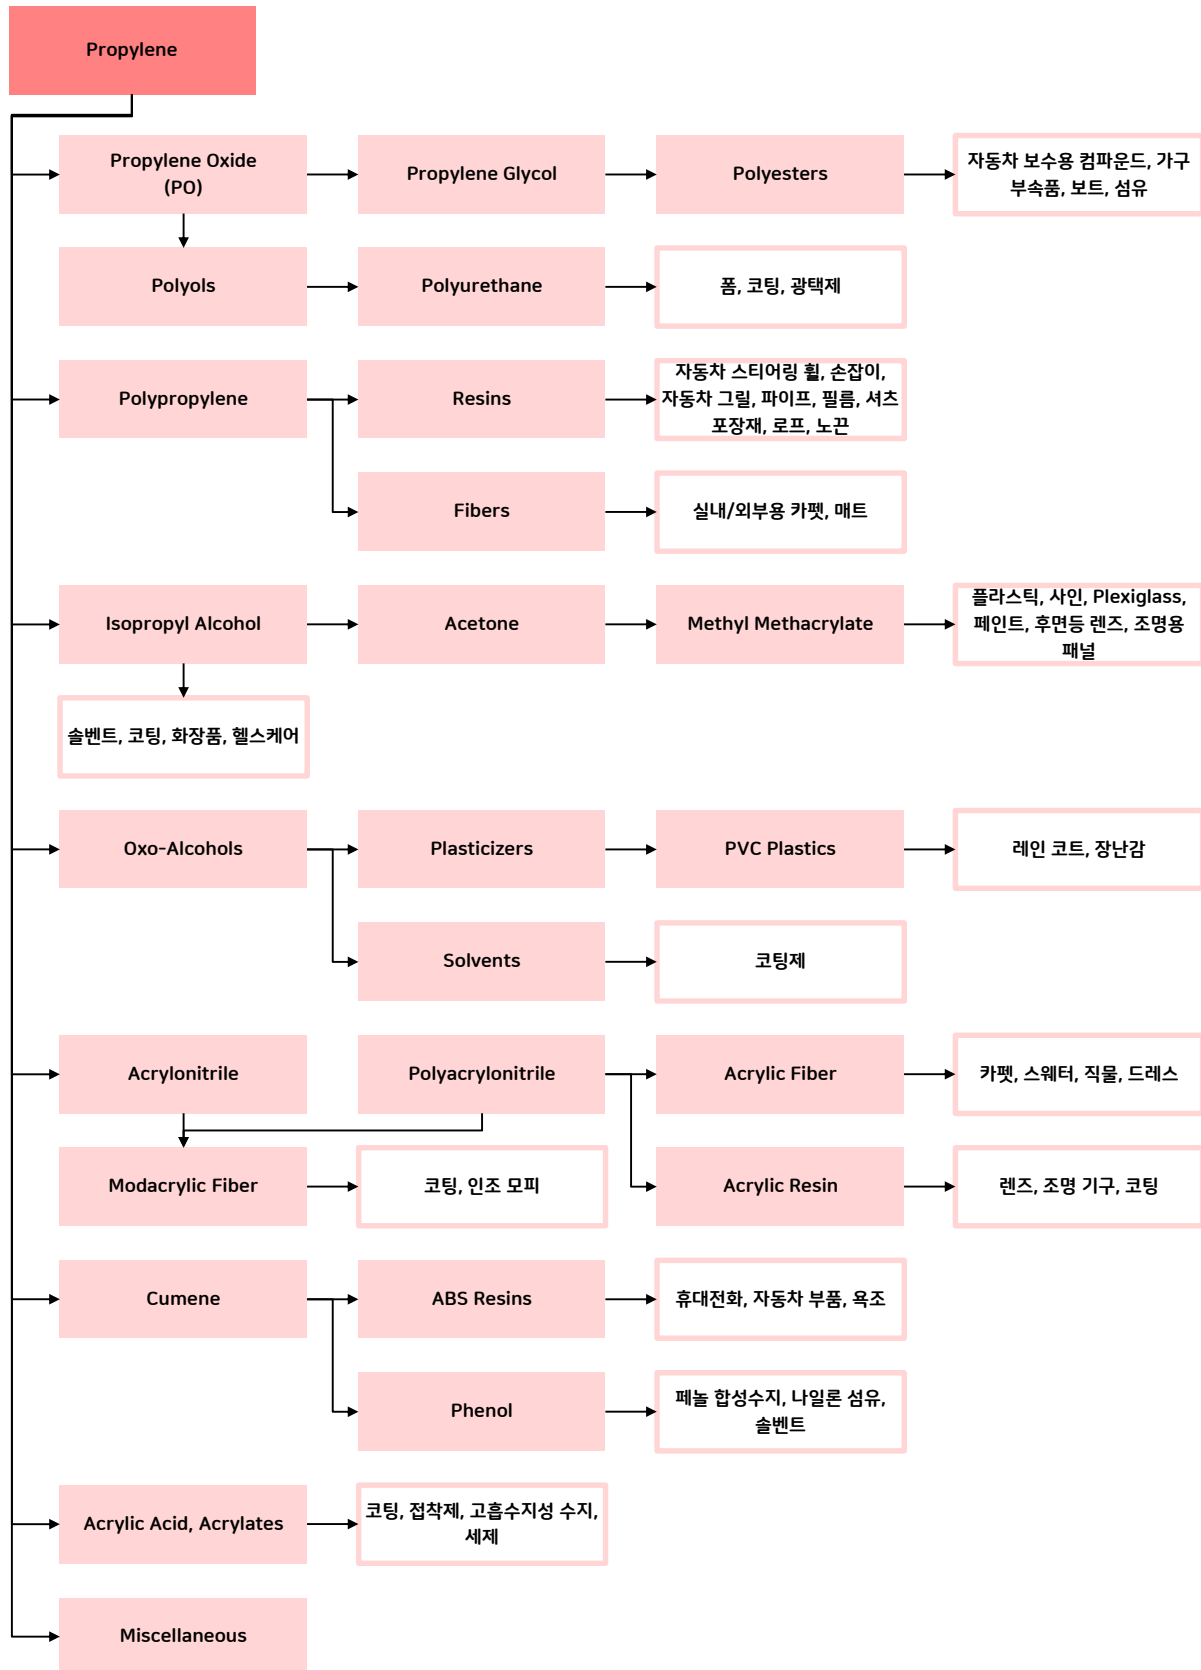 Propylene
Propylene Oxide
(PO)
Propylene Glycol
Polyesters
자동차 보수용 컴파운드, 가구
부속품, 보트, 섬유
Polyols
Polyurethane
폼, 코팅, 광택제
Polypropylene
Resins
자동차 스티어링 휠, 손잡이,
자동차 그릴, 파이프, 필름, 셔츠
포장재, 로프, 노끈
Fibers
실내/외부용 카펫, 매트
Isopropyl Alcohol
Acetone
Methyl Methacrylate
플라스틱, 사인, Plexiglass,
페인트, 후면등 렌즈, 조명용
패널
솔벤트, 코팅, 화장품, 헬스케어
Oxo-Alcohols
Plasticizers
PVC Plastics
레인 코트, 장난감
Solvents
코팅제
Acrylonitrile
Polyacrylonitrile
Acrylic Fiber
카펫, 스웨터, 직물, 드레스
Modacrylic Fiber
코팅, 인조 모피
Acrylic Resin
렌즈, 조명 기구, 코팅
Cumene
ABS Resins
휴대전화, 자동차 부품, 욕조
Phenol
페놀 합성수지, 나일론 섬유,
솔벤트
Acrylic Acid, Acrylates
코팅, 접착제, 고흡수지성 수지,
세제
Miscellaneous